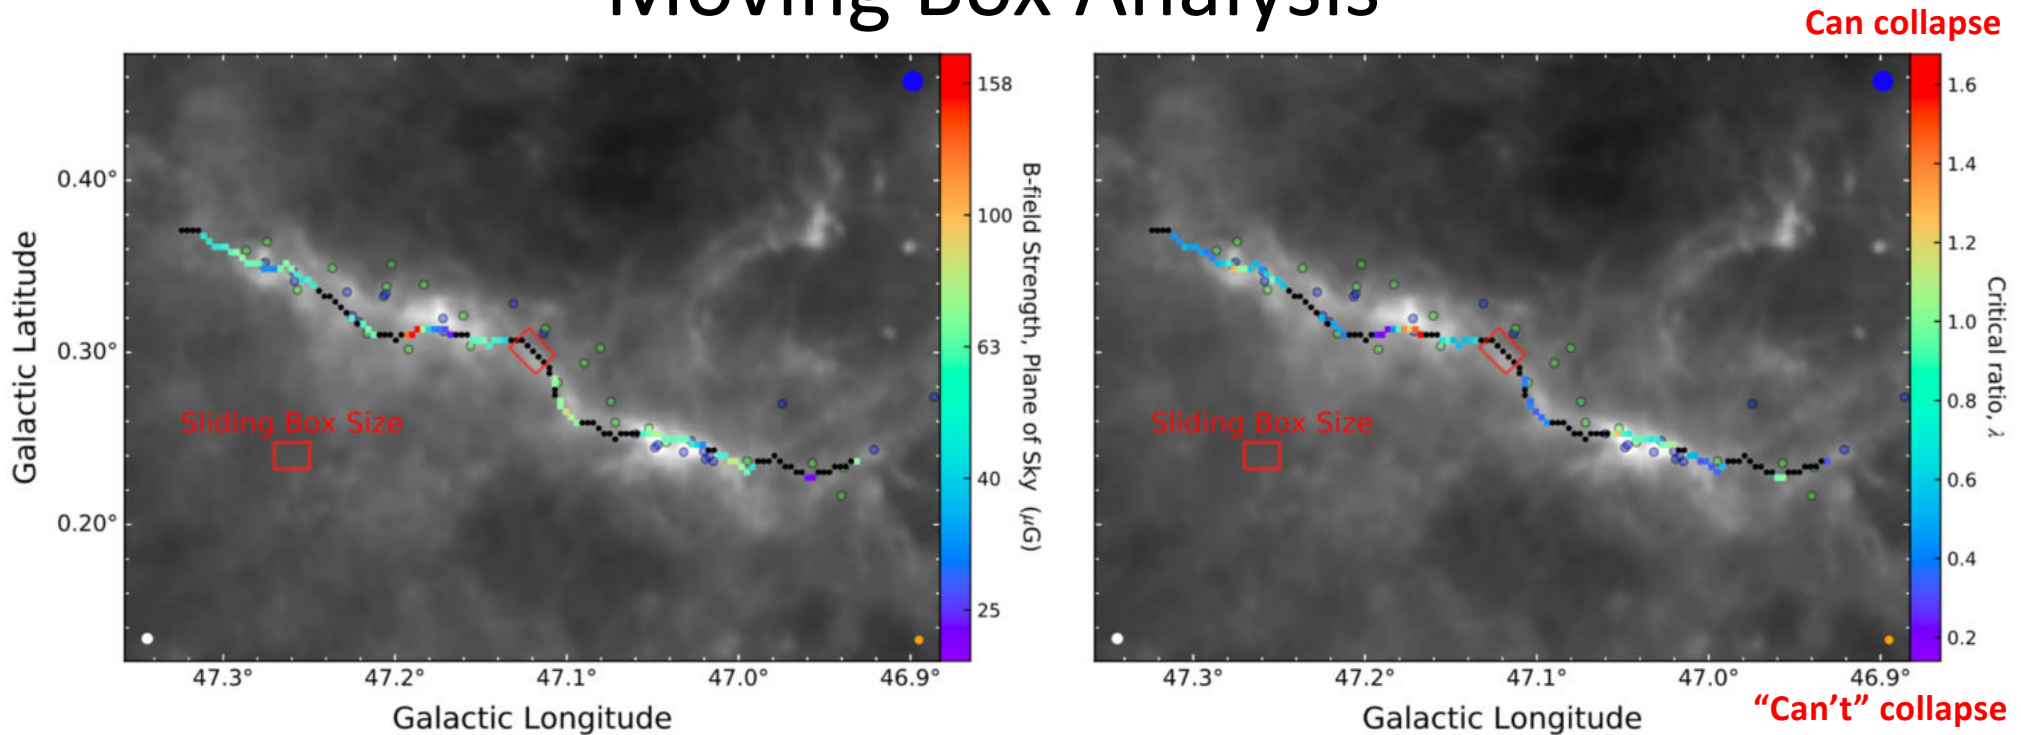 Moving Box Analysis
Can collapse
0.40°
0.30°
0.20°
Galactic Latitude
Sliding Box Size
47.3°
47.2°
47.1°
47.0°
46.9°
Galactic Longitude
158
100
63
40
25
B-field Strength, Plane of Sky (μG)
Sliding Box Size
47.3°
47.2°
47.1°
47.0°
46.9°
Galactic Longitude
1.6
1.4
1.2
1.0
0.8
0.6
0.4
0.2
Critical ratio, λ
“Can’t” collapse